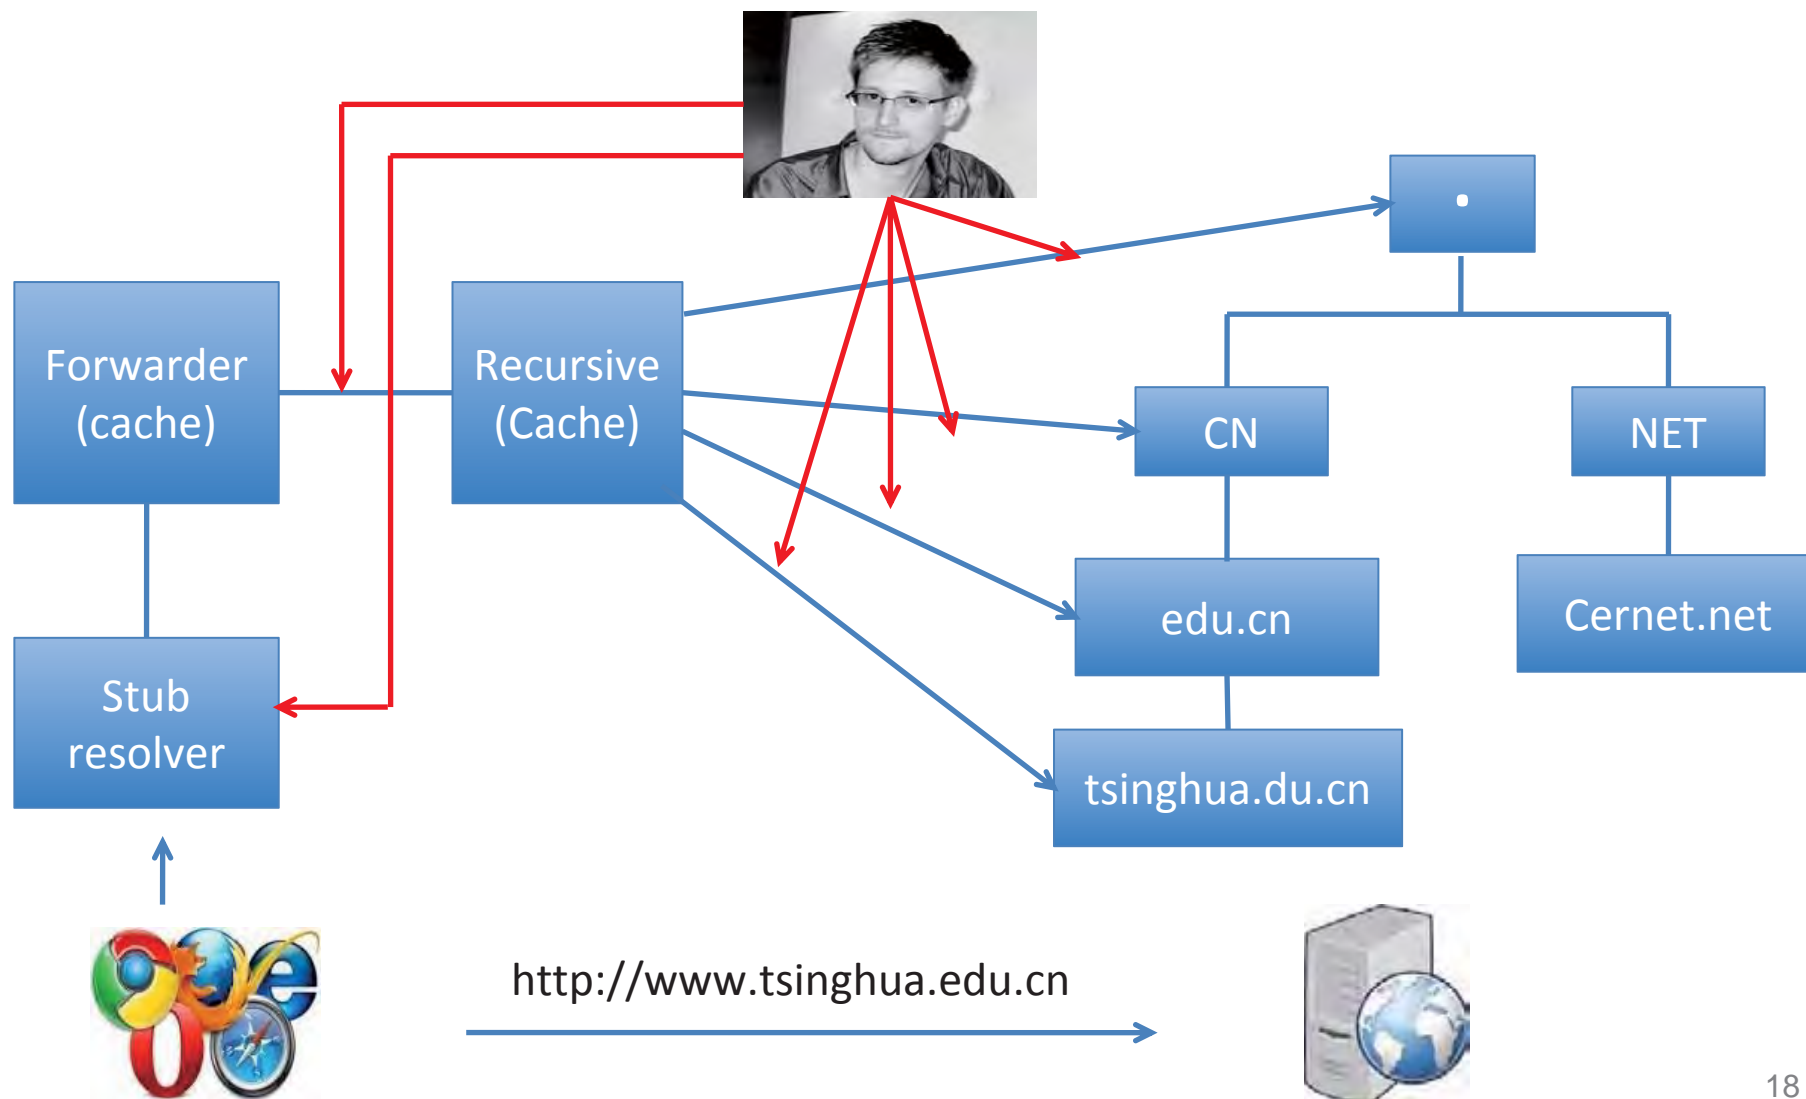 Forwarder
(cache)
Recursive
(Cache)
CN
NET
edu.cn
Cernet.net
Stub
resolver
tsinghua.du.cn
http://www.tsinghua.edu.cn
18